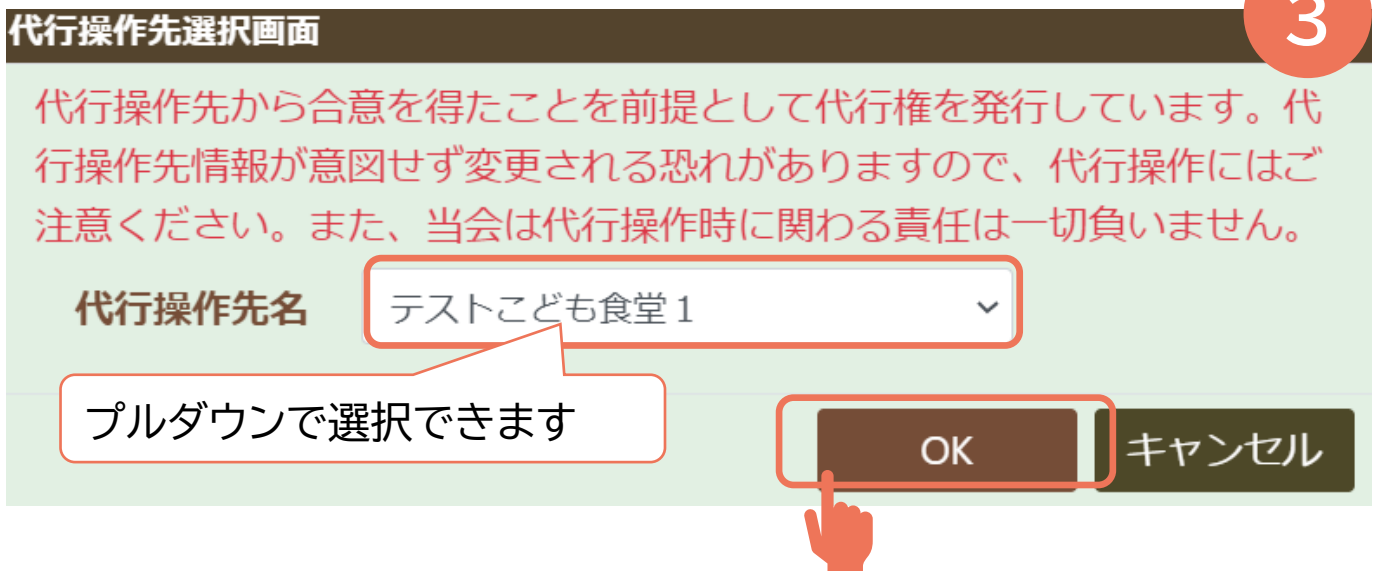 代行操作先選択画面
3
代行操作先から合意を得たことを前提として代行権を発行しています。代
行操作先情報が意図せず変更される恐れがありますので、代行操作にはご
注意ください。また、当会は代行操作時に関わる責任は一切負いません。
代行操作先名
テストこども食堂1
プルダウンで選択できます
OK
キャンセル